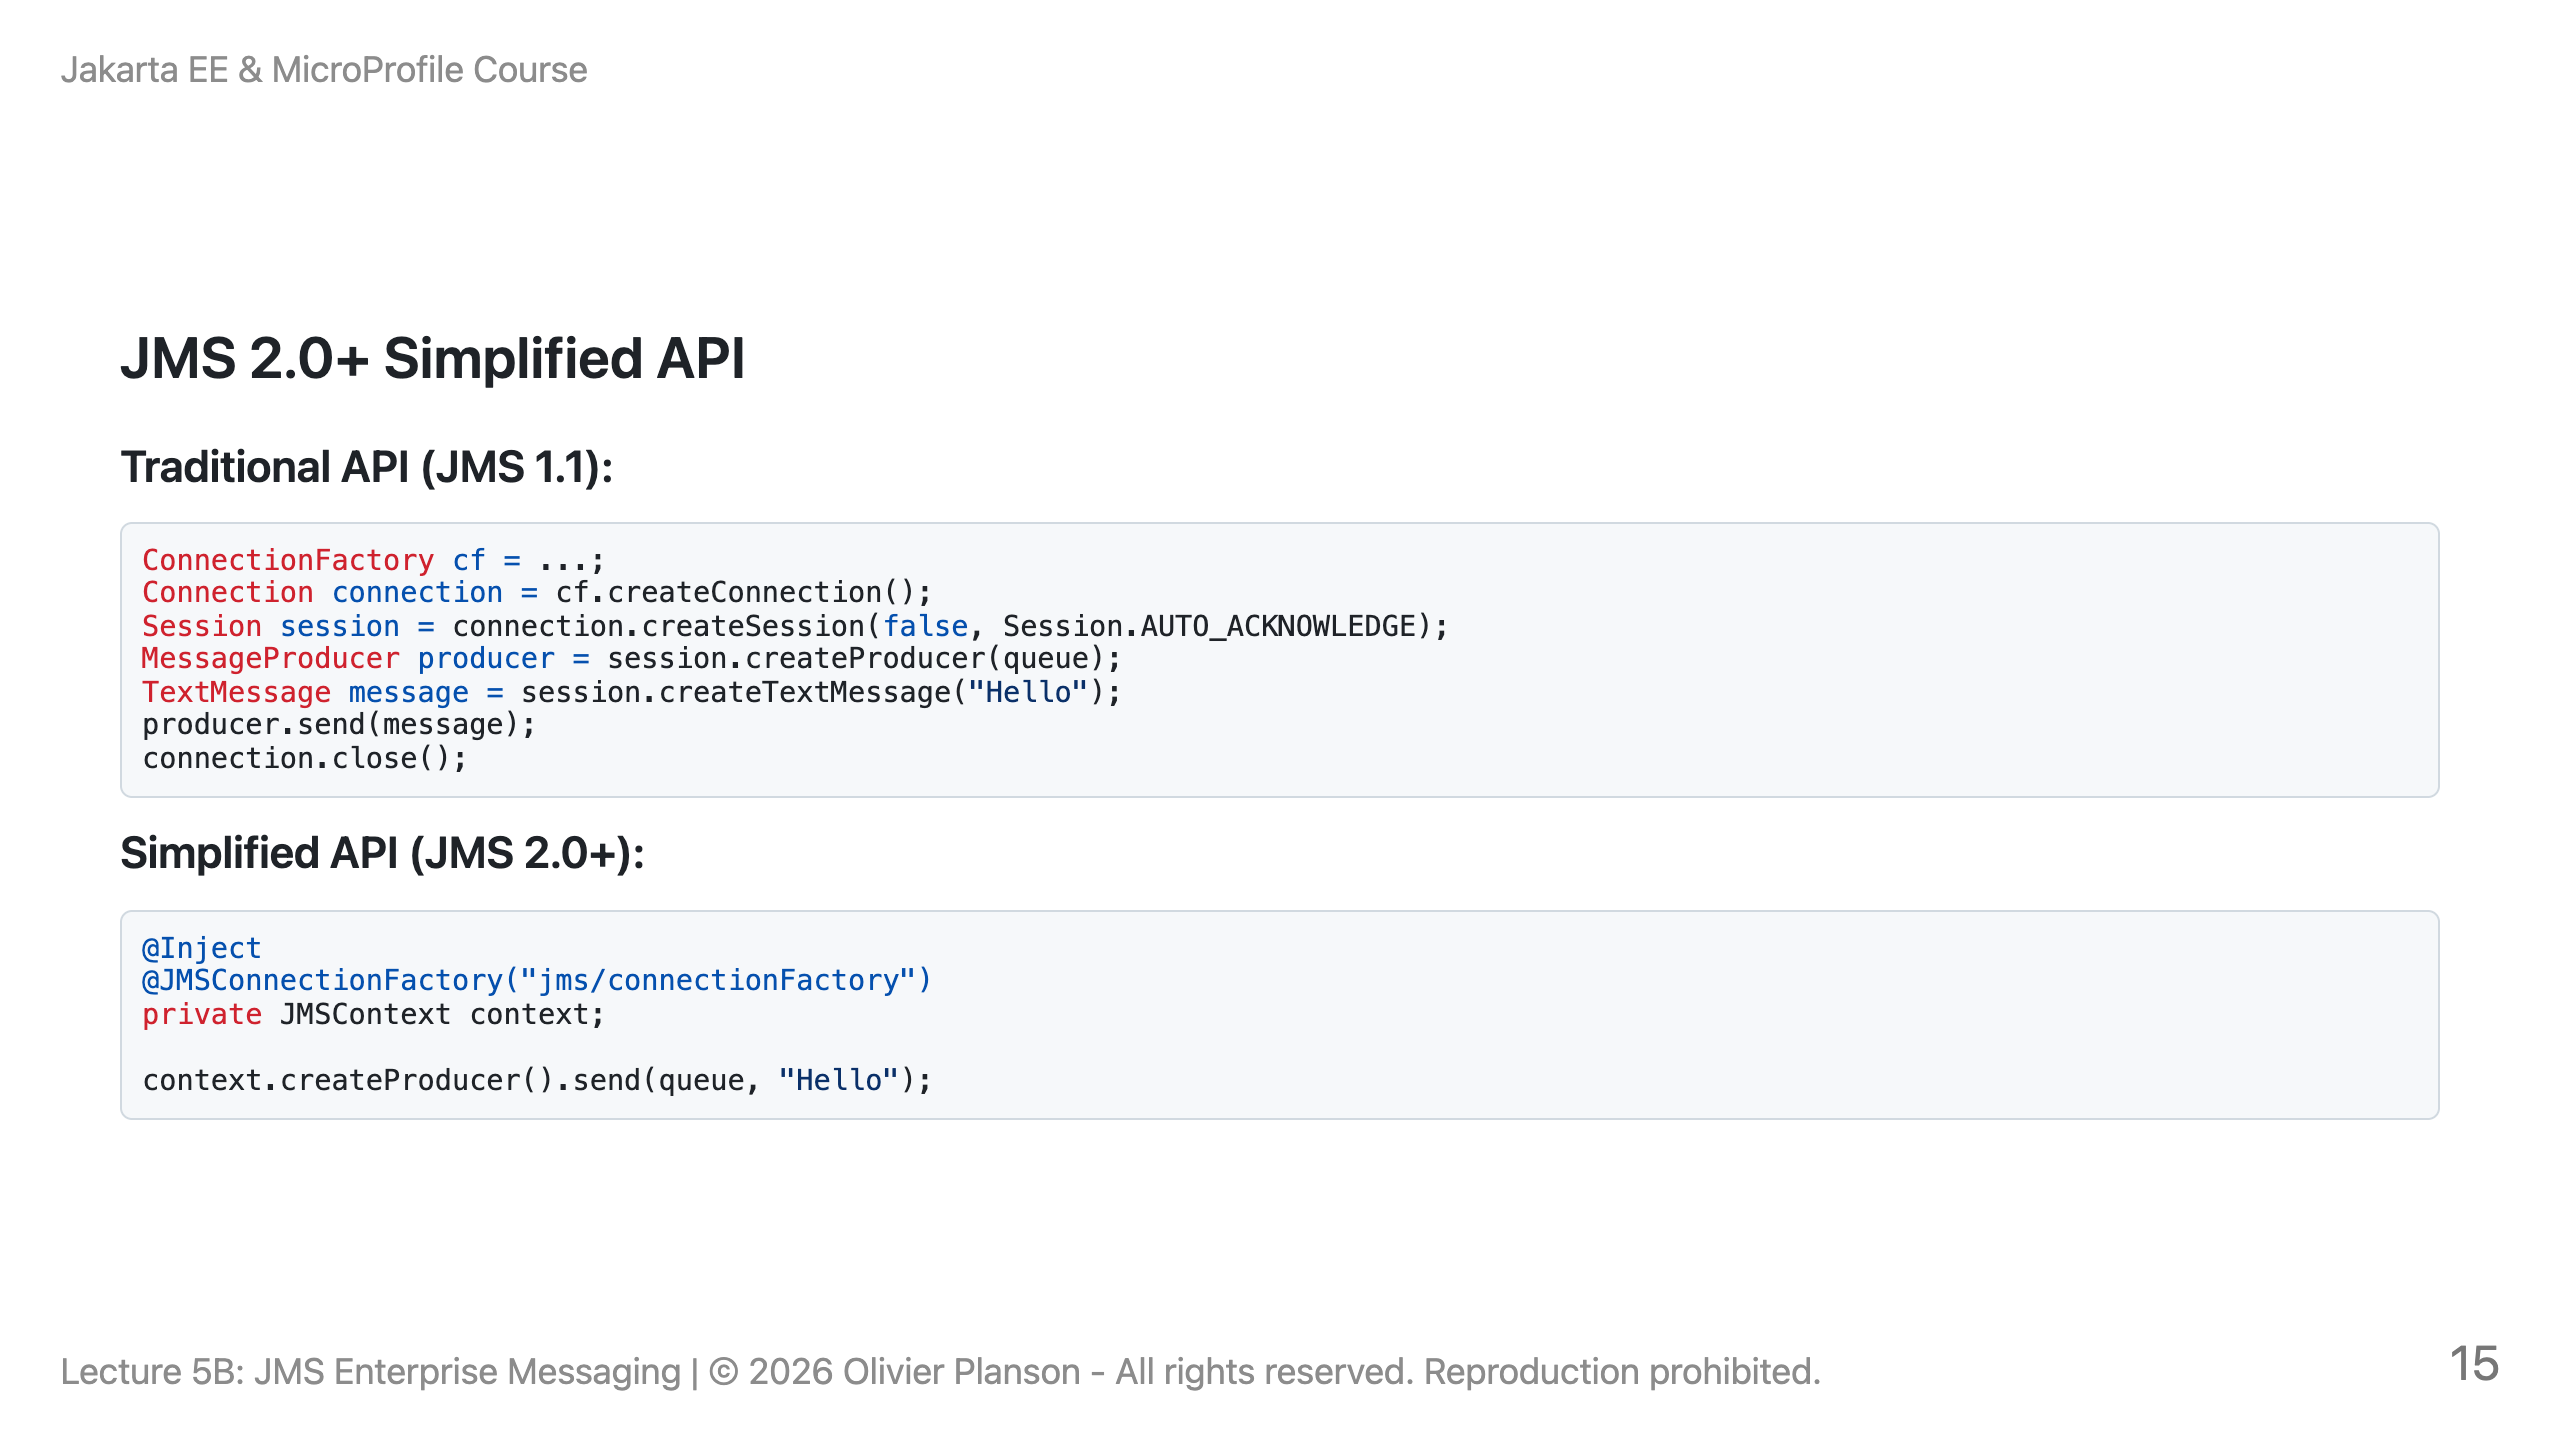 Jakarta EE & MicroProfile Course
JMS 2.0+ Simplified API
Traditional API (JMS 1.1):
ConnectionFactory cf = ...;
Connection connection = cf.createConnection();
Session session = connection.createSession(false, Session.AUTO_ACKNOWLEDGE);
MessageProducer producer = session.createProducer(queue);
TextMessage message = session.createTextMessage("Hello");
producer.send(message);
connection.close();
Simplified API (JMS 2.0+):
@Inject
@JMSConnectionFactory("jms/connectionFactory")
private JMSContext context;
context.createProducer().send(queue, "Hello");
Lecture 5B: JMS Enterprise Messaging | © 2026 Olivier Planson - All rights reserved. Reproduction prohibited.
15